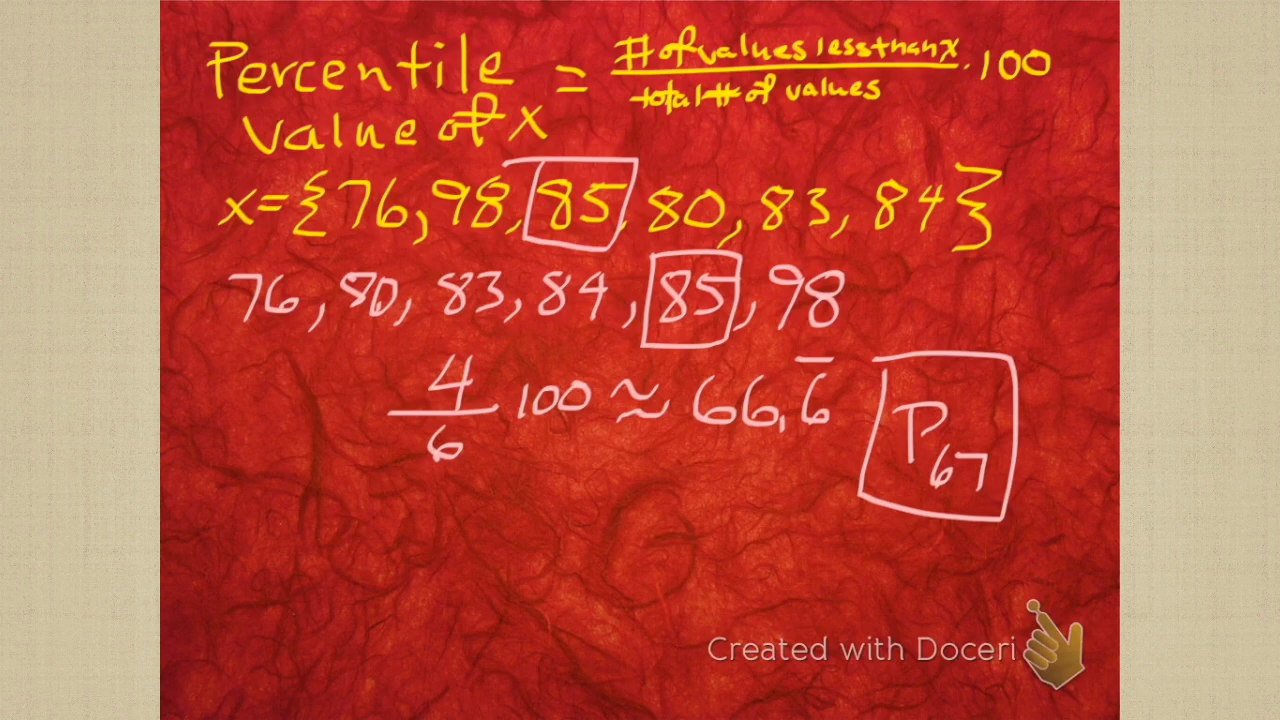 Percentile = # of values less than x / total # of values · 100
value of x
x={76,98,85,80,83,84}
76,80,83,84,85,98
4/6 100 ≈ 66.6̅
P₆₇
Created with Doceri